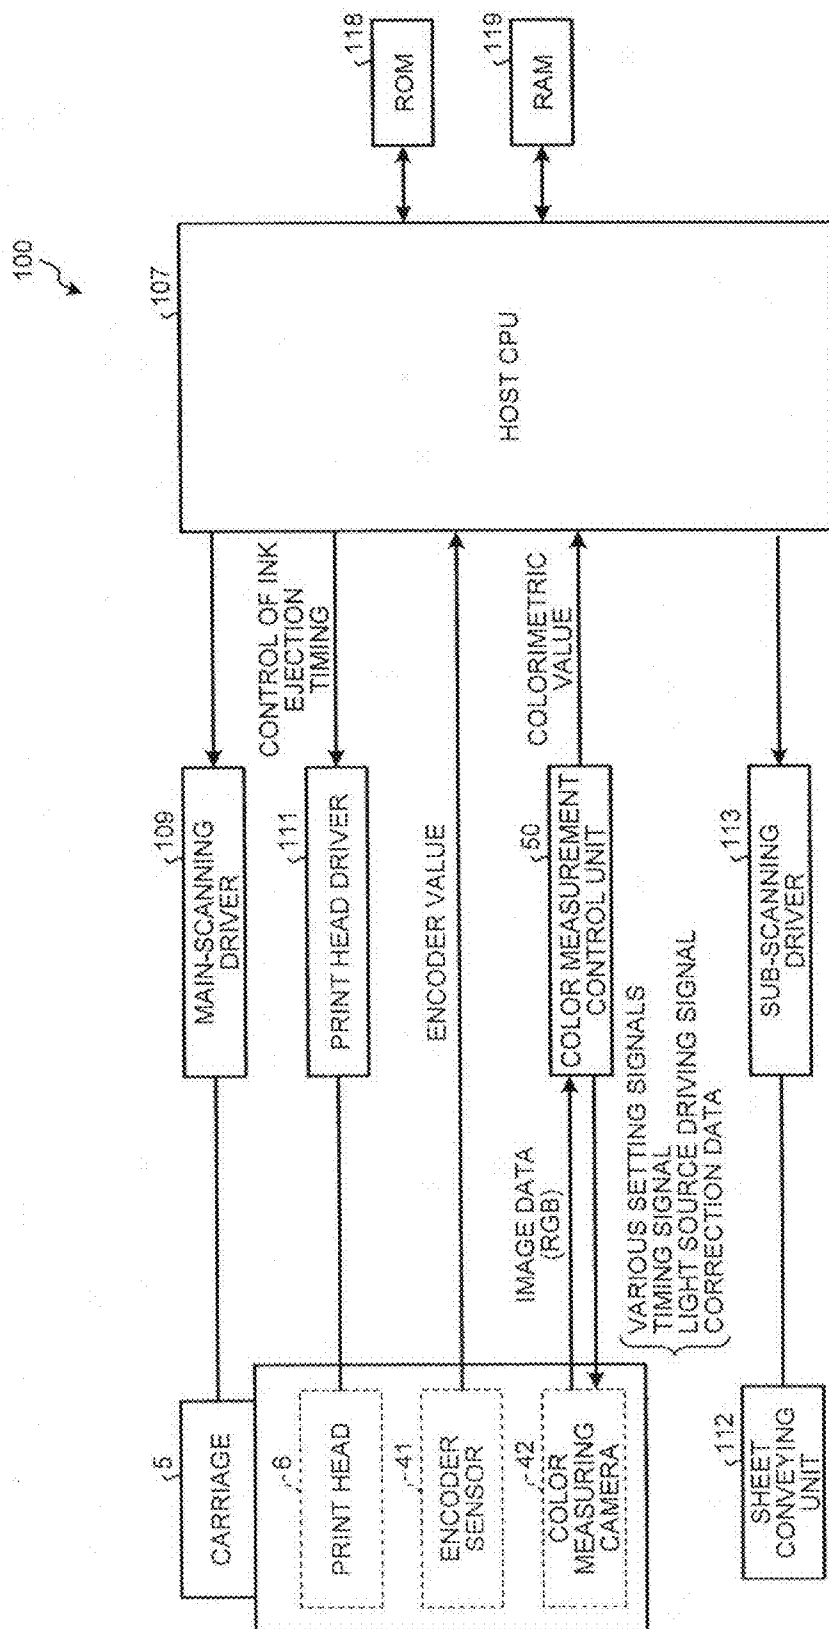 100
5
CARRIAGE
6
PRINT HEAD
41
ENCODER
SENSOR
42
COLOR
MEASURING
CAMERA
112
SHEET
CONVEYING
UNIT
IMAGE DATA
(RGB)
VARIOUS SETTING SIGNALS
TIMING SIGNAL
LIGHT SOURCE DRIVING SIGNAL
CORRECTION DATA
109
MAIN-SCANNING
DRIVER
111
PRINT HEAD DRIVER
ENCODER VALUE
50
COLOR MEASUREMENT
CONTROL UNIT
113
SUB-SCANNING
DRIVER
CONTROL OF INK
EJECTION
TIMING
COLORIMETRIC
VALUE
107
HOST CPU
118
ROM
119
RAM